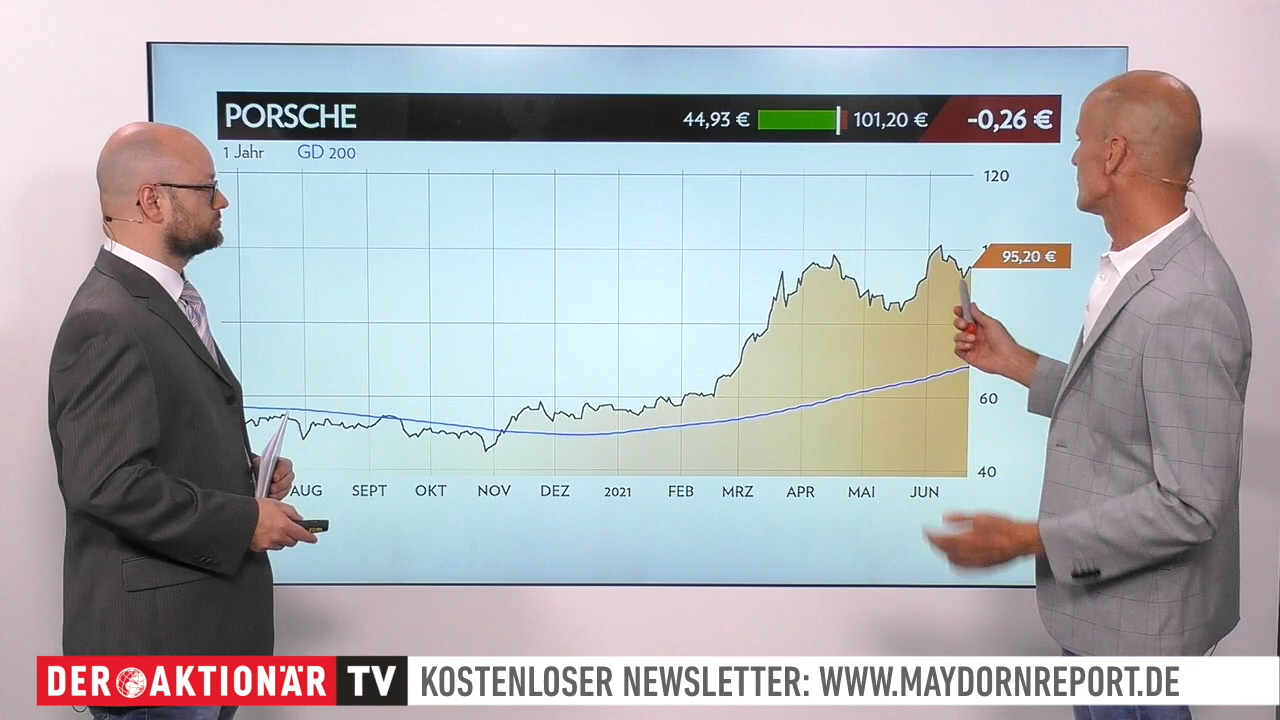 PORSCHE
44,93 €
101,20 €
-0,26 €
1 Jahr
GD 200
120
95,20 €
60
40
AUG SEPT OKT NOV DEZ 2021 FEB MRZ APR MAI JUN
DER AKTIONÄR TV
KOSTENLOSER NEWSLETTER: WWW.MAYDORNREPORT.DE